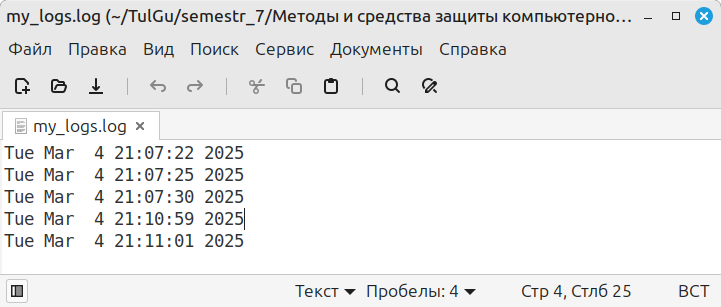 my_logs.log (~/TulGu/semestr_7/Методы и средства защиты компьютерно...
Файл Правка Вид Поиск Сервис Документы Справка
my_logs.log
Tue Mar  4 21:07:22 2025
Tue Mar  4 21:07:25 2025
Tue Mar  4 21:07:30 2025
Tue Mar  4 21:10:59 2025
Tue Mar  4 21:11:01 2025
Текст Пробелы: 4 Стр 4, Стлб 25 ВСТ